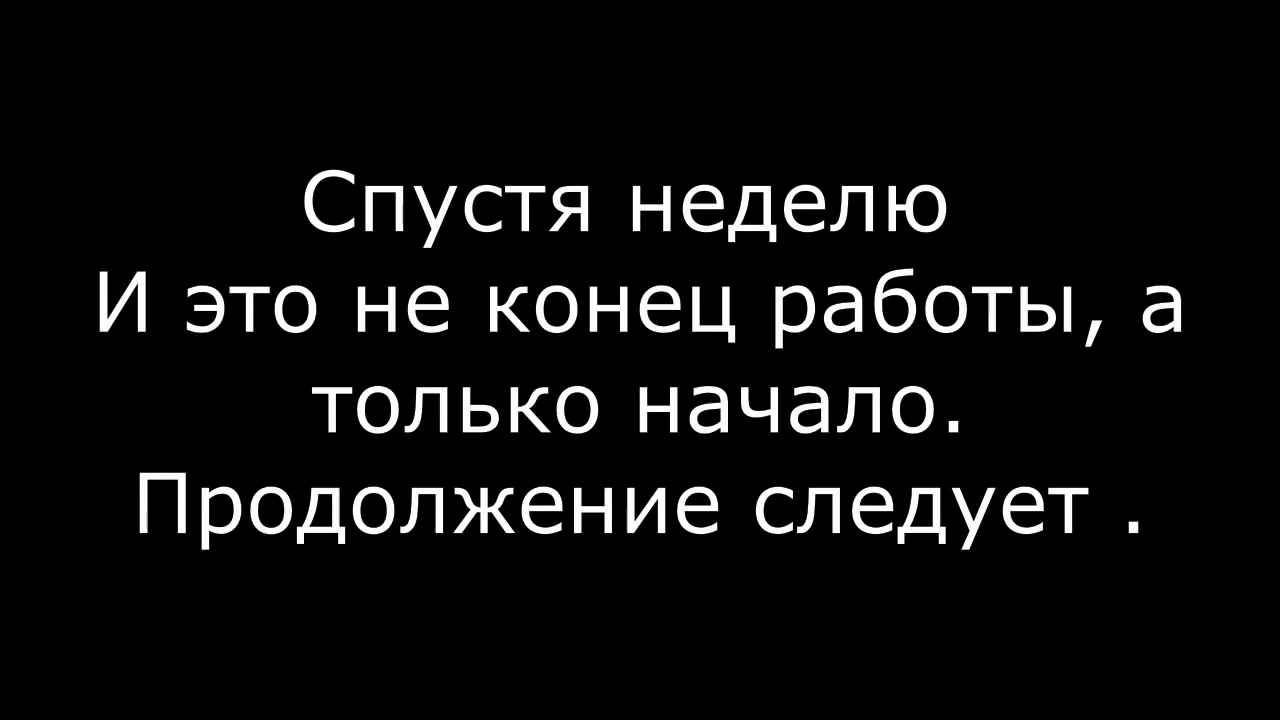 Спустя неделю
И это не конец работы, а
только начало.
Продолжение следует .